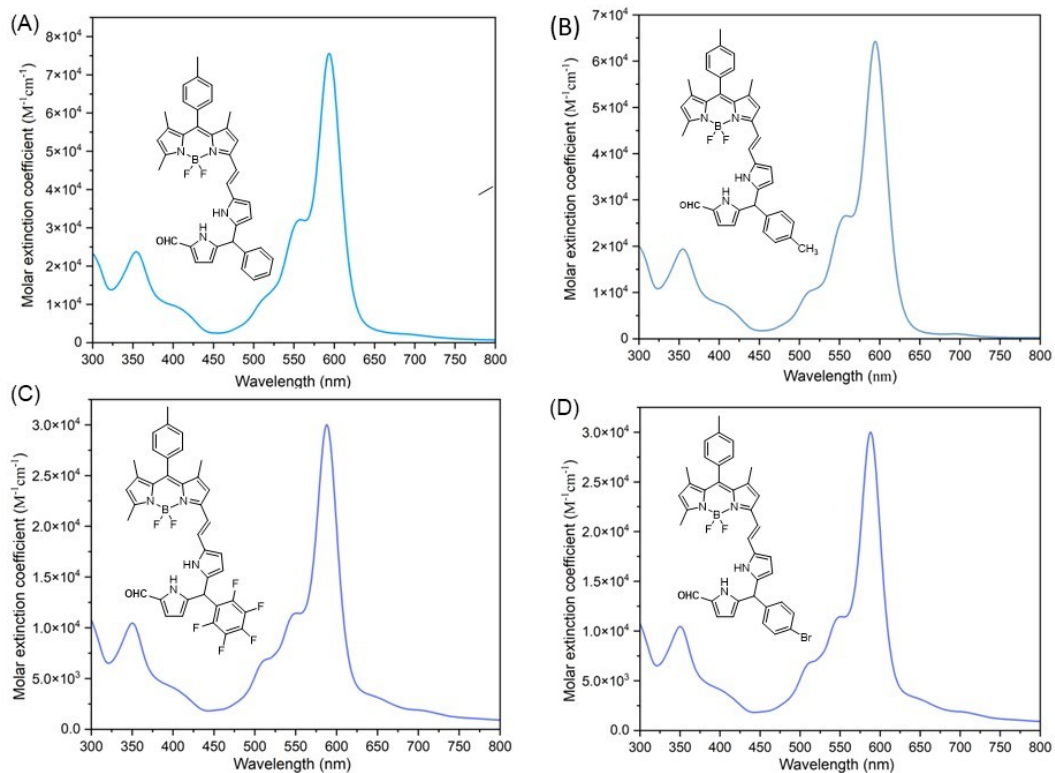 (A)
Molar extinction coefficient (M⁻¹cm⁻¹)
8×10⁴
7×10⁴
6×10⁴
5×10⁴
4×10⁴
3×10⁴
2×10⁴
1×10⁴
0
N B N
F F
HN
H
N
OHC
300 350 400 450 500 550 600 650 700 750 800
Wavelength (nm)
(B)
Molar extinction coefficient (M⁻¹cm⁻¹)
7×10⁴
6×10⁴
5×10⁴
4×10⁴
3×10⁴
2×10⁴
1×10⁴
0
N B N
F F
HN
H
N
OHC
CH₃
300 350 400 450 500 550 600 650 700 750 800
Wavelength (nm)
(C)
Molar extinction coefficient (M⁻¹cm⁻¹)
3.0×10⁴
2.5×10⁴
2.0×10⁴
1.5×10⁴
1.0×10⁴
5.0×10³
0.0
N B N
F F
HN
H
N
OHC
F
F
F
F
F
300 350 400 450 500 550 600 650 700 750 800
Wavelength (nm)
(D)
Molar extinction coefficient (M⁻¹cm⁻¹)
3.0×10⁴
2.5×10⁴
2.0×10⁴
1.5×10⁴
1.0×10⁴
5.0×10³
0.0
N B N
F F
HN
H
N
OHC
Br
300 350 400 450 500 550 600 650 700 750 800
Wavelength (nm)